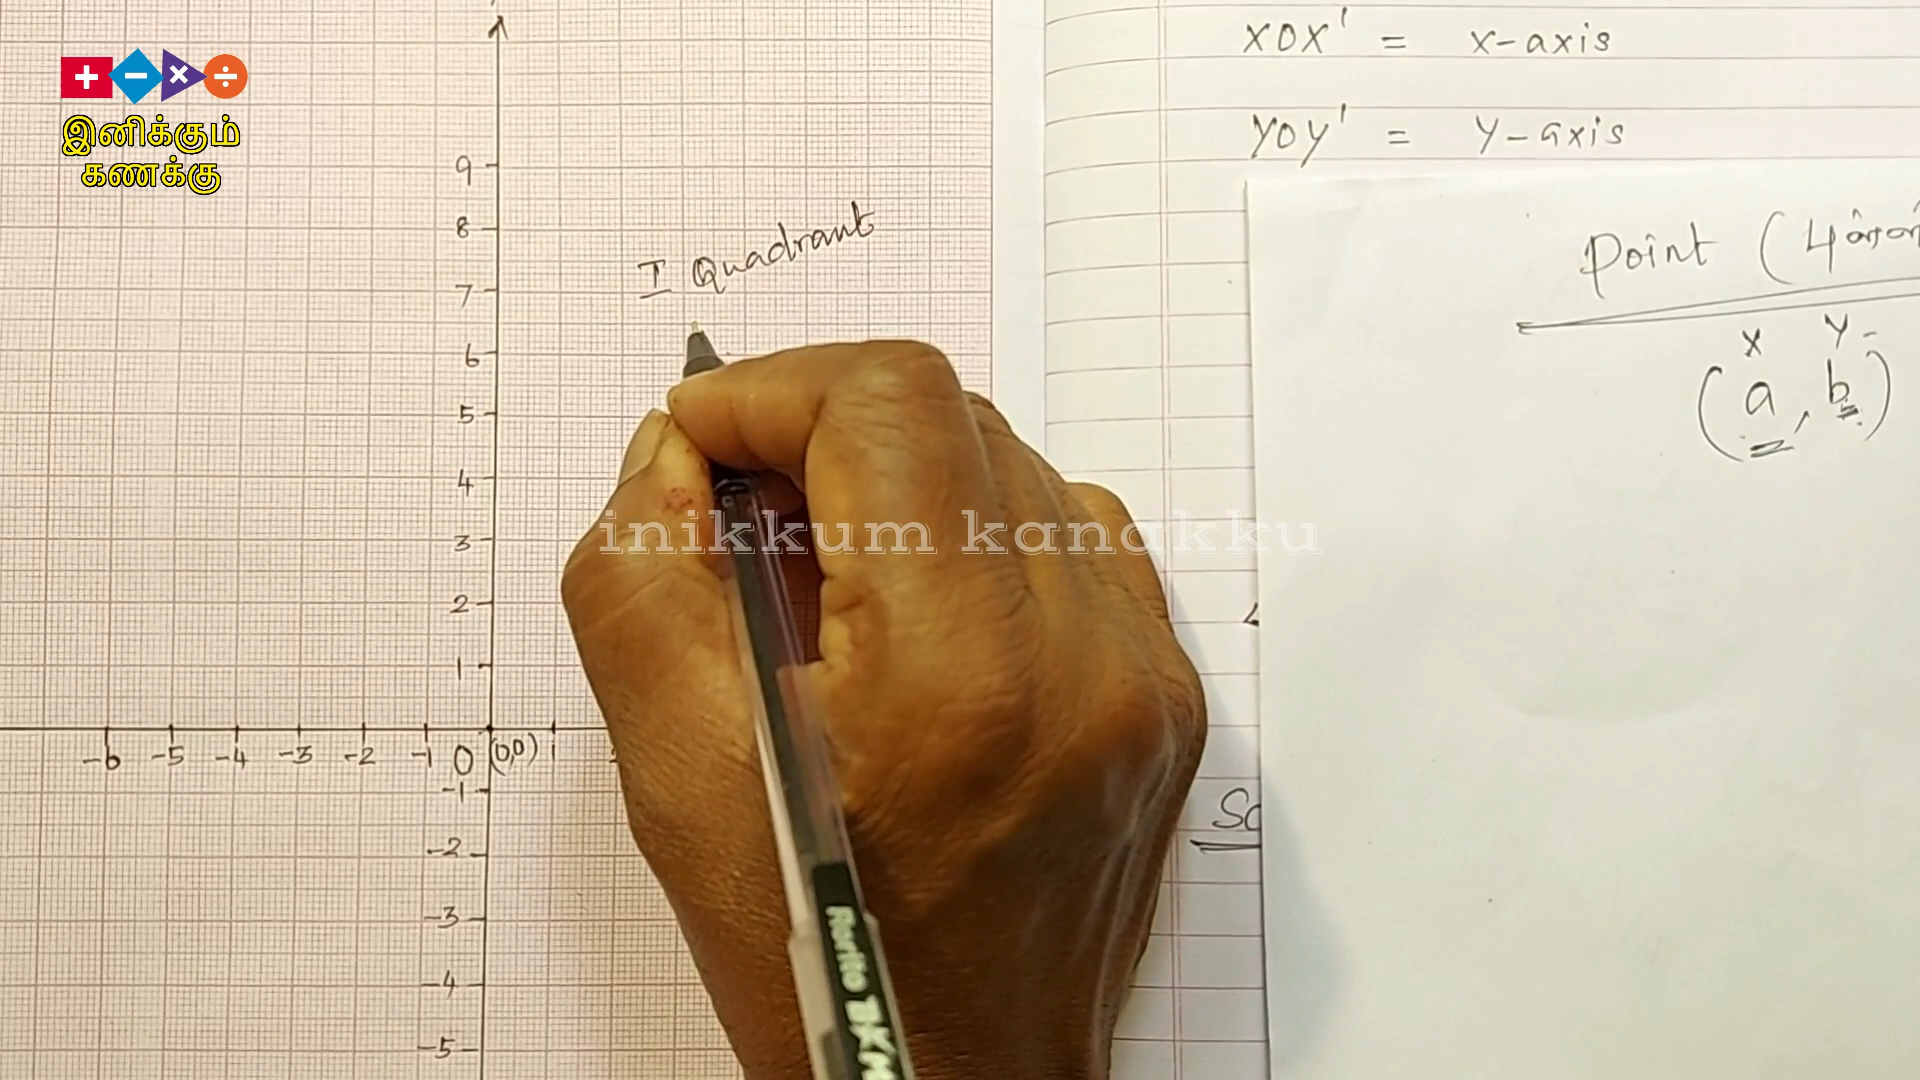 இனிக்கும்
கணக்கு
9
8
7
6
5
4
3
2
1
I Quadrant
-6 -5 -4 -3 -2 -1 0 (0,0) 1
-1
-2
-3
-4
-5
XOX' = X-axis
YOY' = Y-axis
Point (
X Y
(a, b)
inikkum kanakku
Rorito